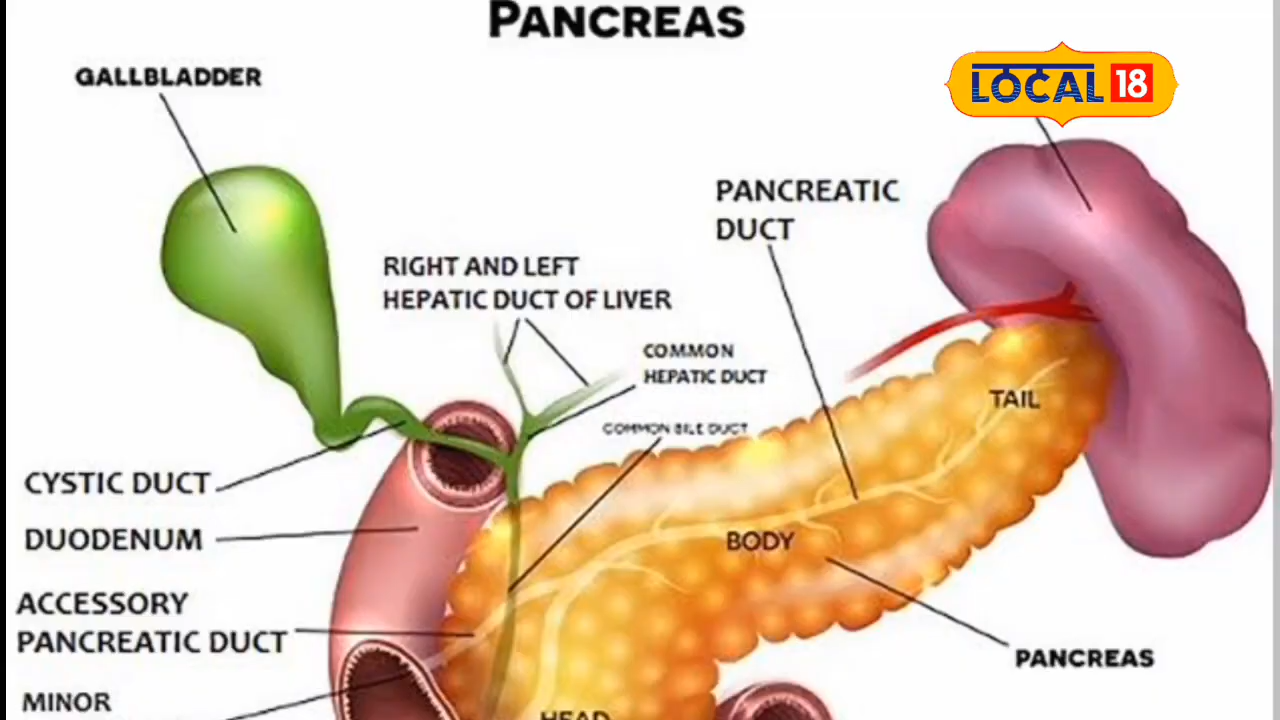 PANCREAS
GALLBLADDER
LOCAL 18
PANCREATIC
DUCT
RIGHT AND LEFT
HEPATIC DUCT OF LIVER
COMMON
HEPATIC DUCT
TAIL
COMMON BILE DUCT
CYSTIC DUCT
DUODENUM
BODY
ACCESSORY
PANCREATIC DUCT
PANCREAS
MINOR
HEAD